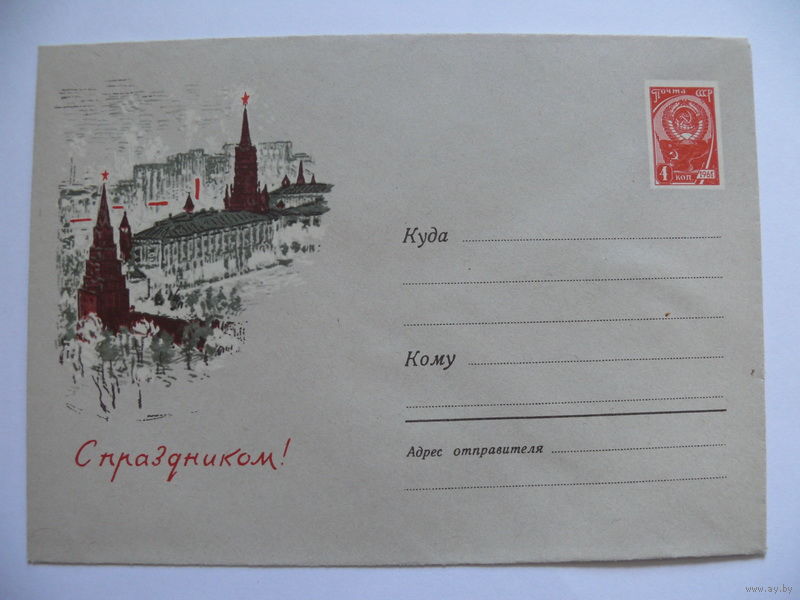 Почта СССР
4 коп 1961
Куда
Кому
Адрес отправителя
С праздником!
www.ay.by